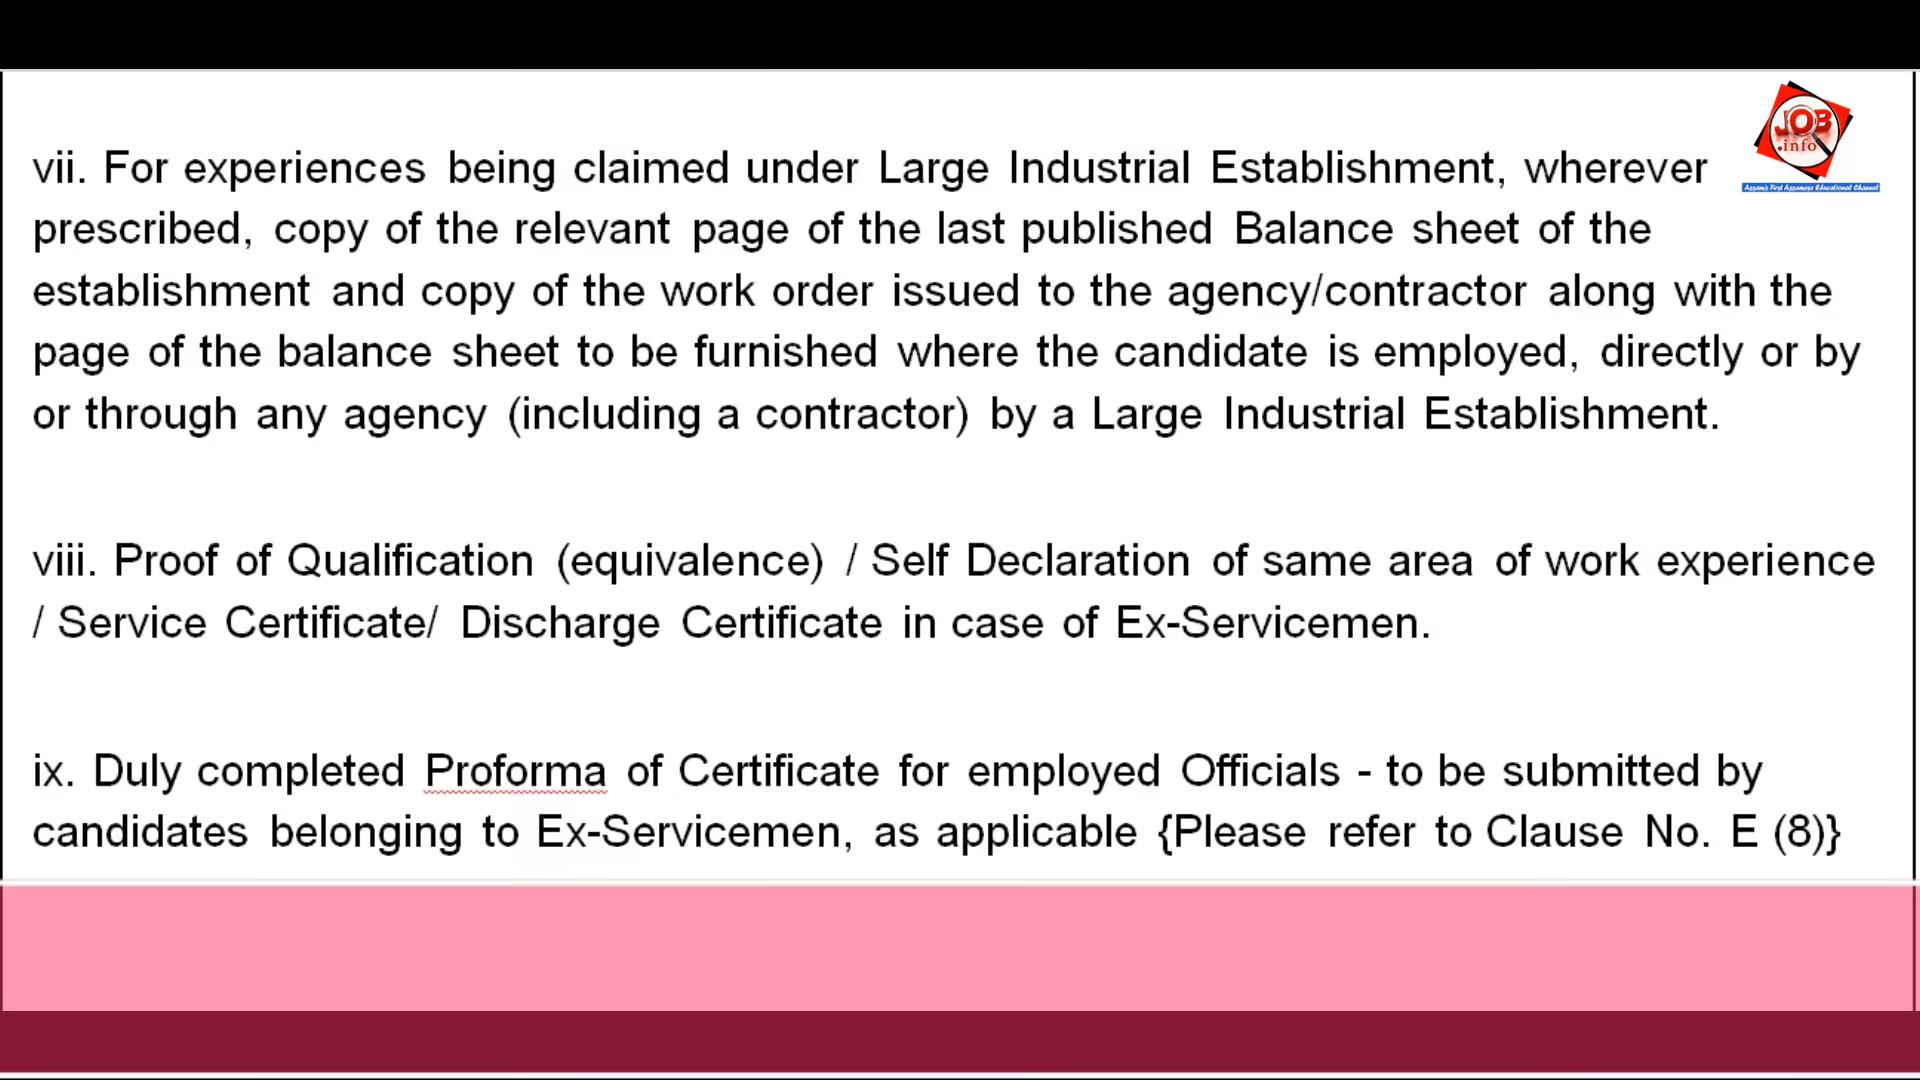 JOB
.info
Assam's First Assamese Educational Channel
vii. For experiences being claimed under Large Industrial Establishment, wherever
prescribed, copy of the relevant page of the last published Balance sheet of the
establishment and copy of the work order issued to the agency/contractor along with the
page of the balance sheet to be furnished where the candidate is employed, directly or by
or through any agency (including a contractor) by a Large Industrial Establishment.
viii. Proof of Qualification (equivalence) / Self Declaration of same area of work experience
/ Service Certificate/ Discharge Certificate in case of Ex-Servicemen.
ix. Duly completed Proforma of Certificate for employed Officials - to be submitted by
candidates belonging to Ex-Servicemen, as applicable {Please refer to Clause No. E (8)}